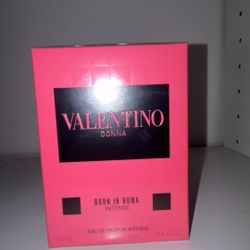 VALENTINO
DONNA
BORN IN ROMA
INTENSE
EAU DE PARFUM INTENSE